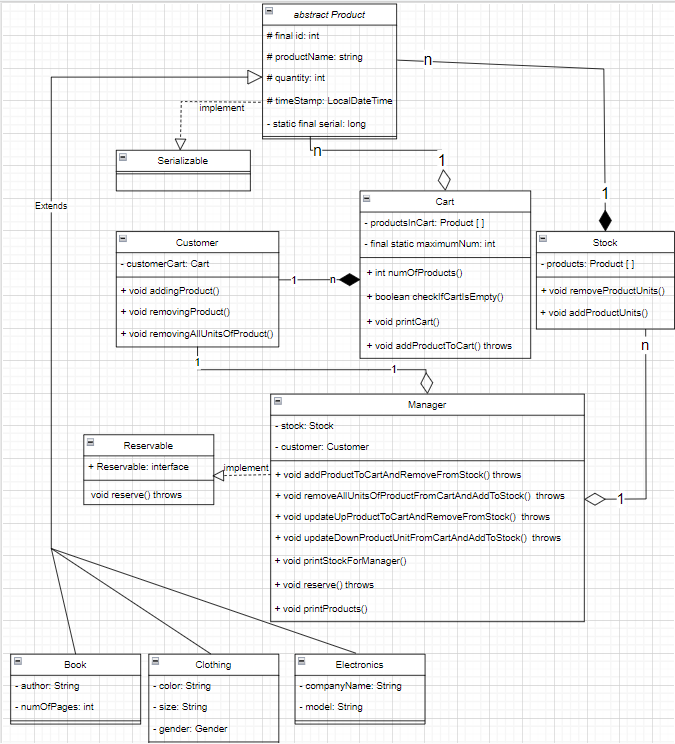 abstract Product
# final id: int
# productName: string
# quantity: int
# timeStamp: LocalDateTime
- static final serial: long
n
n
1
1
implement
Serializable
Extends
Cart
- productsInCart: Product [ ]
- final static maximumNum: int
+ int numOfProducts()
+ boolean checkIfCartIsEmpty()
+ void printCart()
+ void addProductToCart() throws
Customer
- customerCart: Cart
+ void addingProduct()
+ void removingProduct()
+ void removingAllUnitsOfProduct()
1
n
Stock
- products: Product [ ]
+ void removeProductUnits()
+ void addProductUnits()
n
1
1
1
Manager
- stock: Stock
- customer: Customer
+ void addProductToCartAndRemoveFromStock() throws
+ void removeAllUnitsOfProductFromCartAndAddToStock() throws
+ void updateUpProductToCartAndRemoveFromStock() throws
+ void updateDownProductUnitFromCartAndAddToStock() throws
+ void printStockForManager()
+ void reserve() throws
+ void printProducts()
Reservable
+ Reservable: interface
void reserve() throws
implement
Book
- author: String
- numOfPages: int
Clothing
- color: String
- size: String
- gender: Gender
Electronics
- companyName: String
- model: String